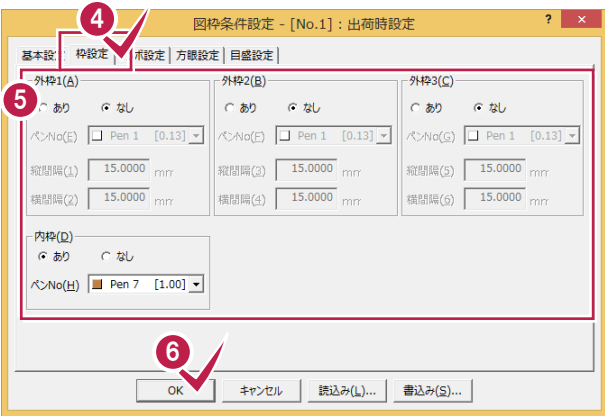 図枠条件設定 - [No.1] : 出荷時設定
? ×
4
基本設定 枠設定 ボ設定 方眼設定 目盛設定
5
外枠1(A) 外枠2(B) 外枠3(C)
あり なし あり なし あり なし
ペンNo(E) Pen 1 [0.13] ペンNo(F) Pen 1 [0.13] ペンNo(G) Pen 1 [0.13]
縦間隔(1) 15.0000 mm 縦間隔(3) 15.0000 mm 縦間隔(5) 15.0000 mm
横間隔(2) 15.0000 mm 横間隔(4) 15.0000 mm 横間隔(6) 15.0000 mm
内枠(D)
あり なし
ペンNo(H) Pen 7 [1.00]
6
OK キャンセル 読込み(L)... 書込み(S)...